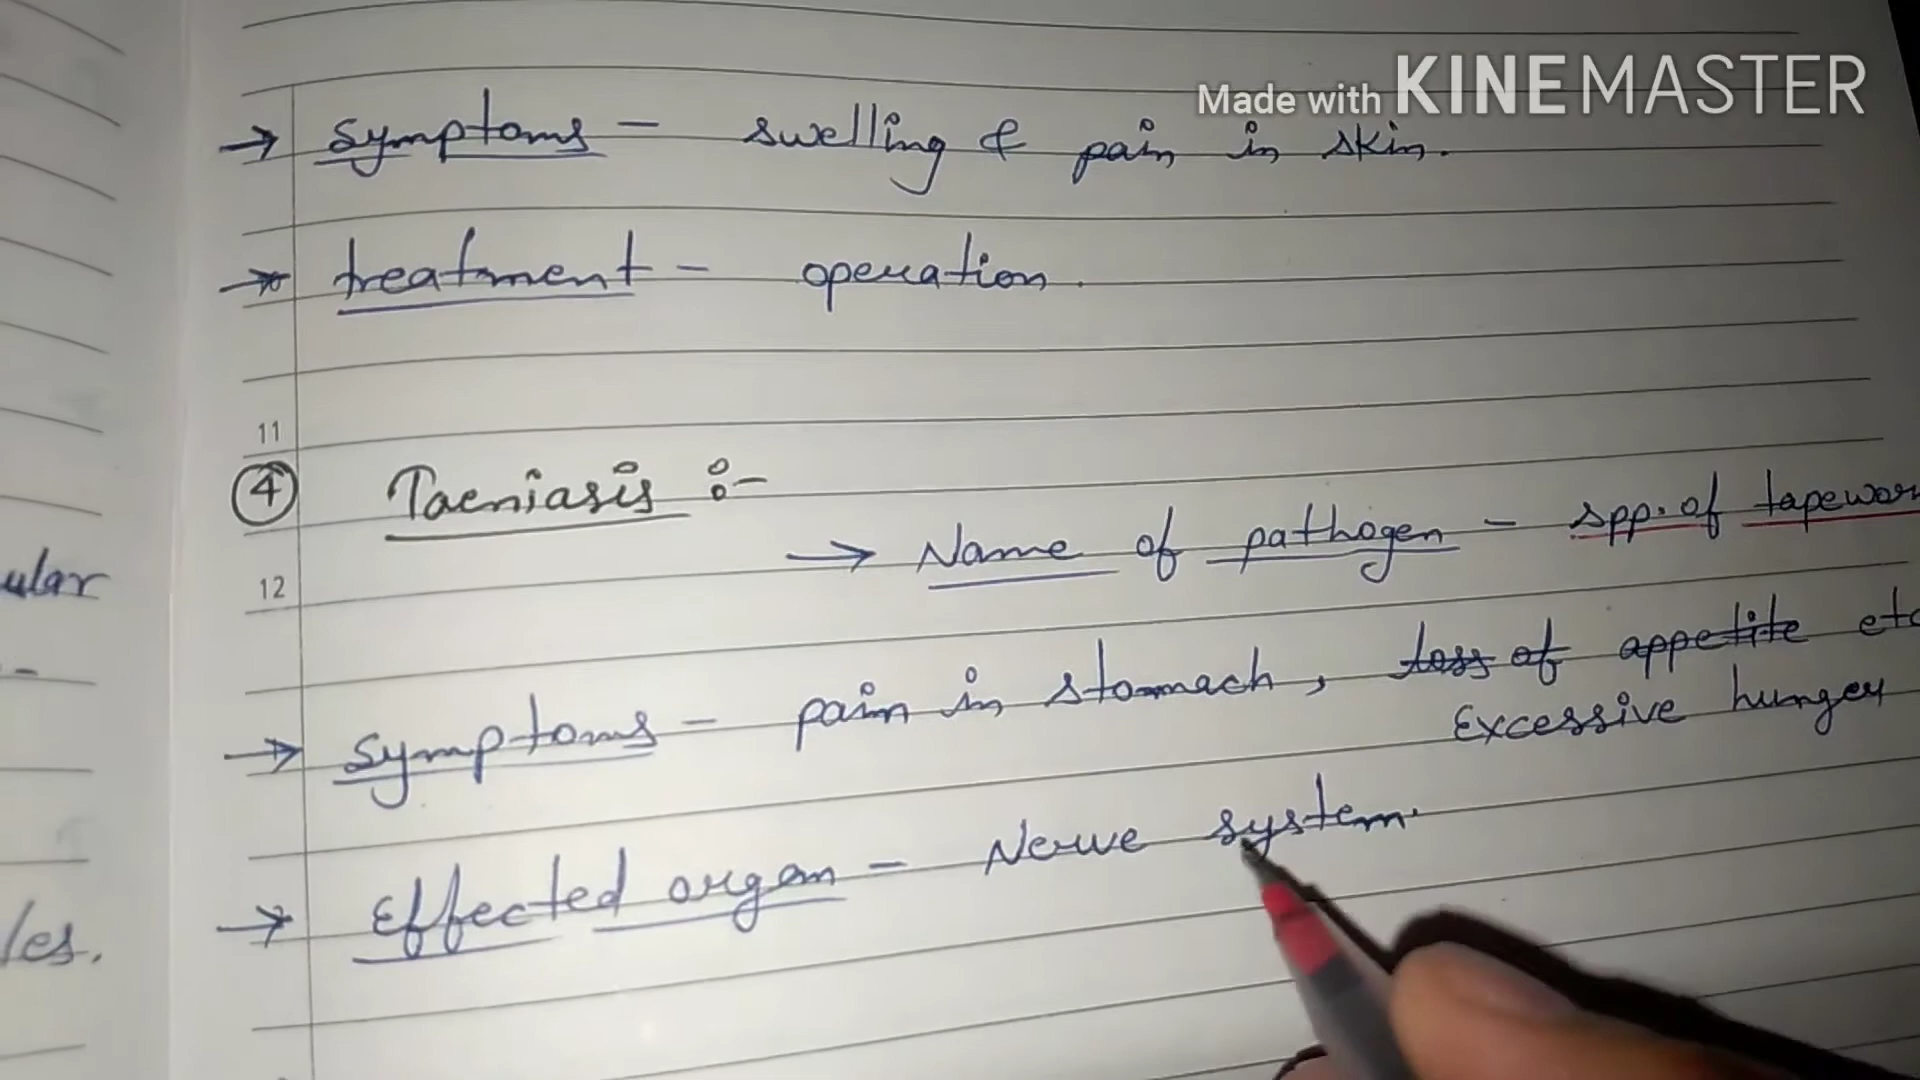 Made with KINEMASTER
→ symptoms - swelling & pain in skin.
→ treatment - operation.
11
④ Taeniasis :-
→ Name of pathogen - spp. of tapewor
12
→ symptoms - pain in stomach, loss of appetite etc
Excessive hunger
→ Effected organ - Nerve system.
ular
les.